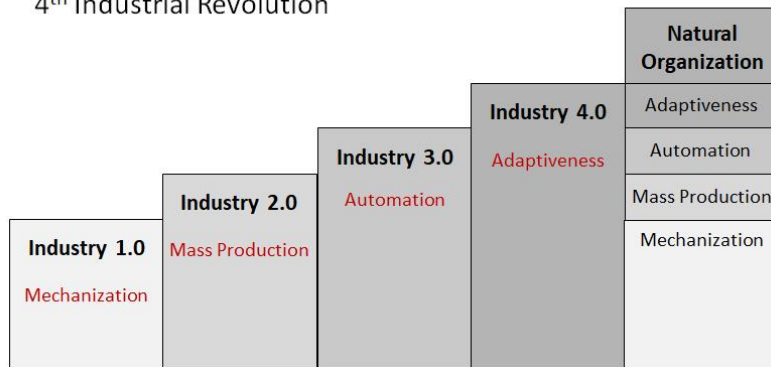 4th Industrial Revolution
Industry 1.0
Mechanization
Industry 2.0
Mass Production
Industry 3.0
Automation
Industry 4.0
Adaptiveness
Natural
Organization
Adaptiveness
Automation
Mass Production
Mechanization